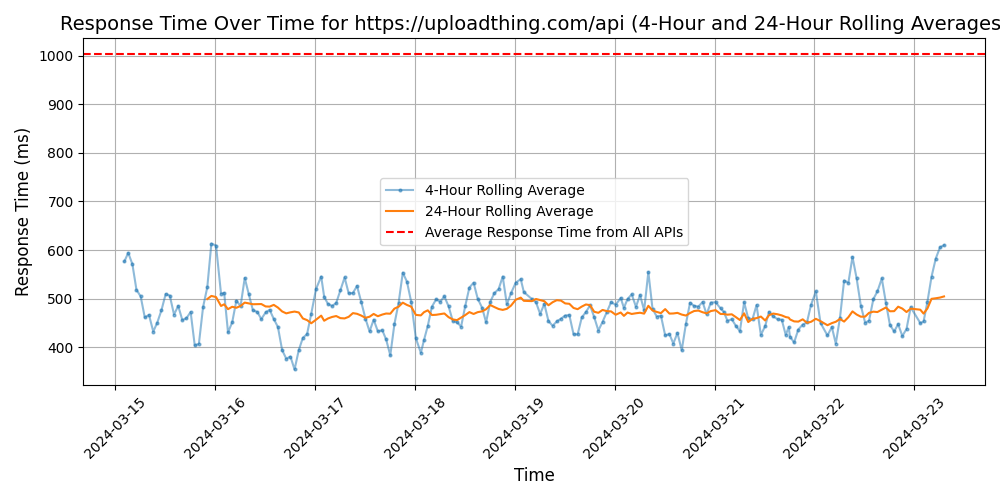 Response Time Over Time for https://uploadthing.com/api (4-Hour and 24-Hour Rolling Averages
Response Time (ms)
1000
900
800
700
600
500
400
4-Hour Rolling Average
24-Hour Rolling Average
Average Response Time from All APIs
2024-03-15
2024-03-16
2024-03-17
2024-03-18
2024-03-19
2024-03-20
2024-03-21
2024-03-22
2024-03-23
Time